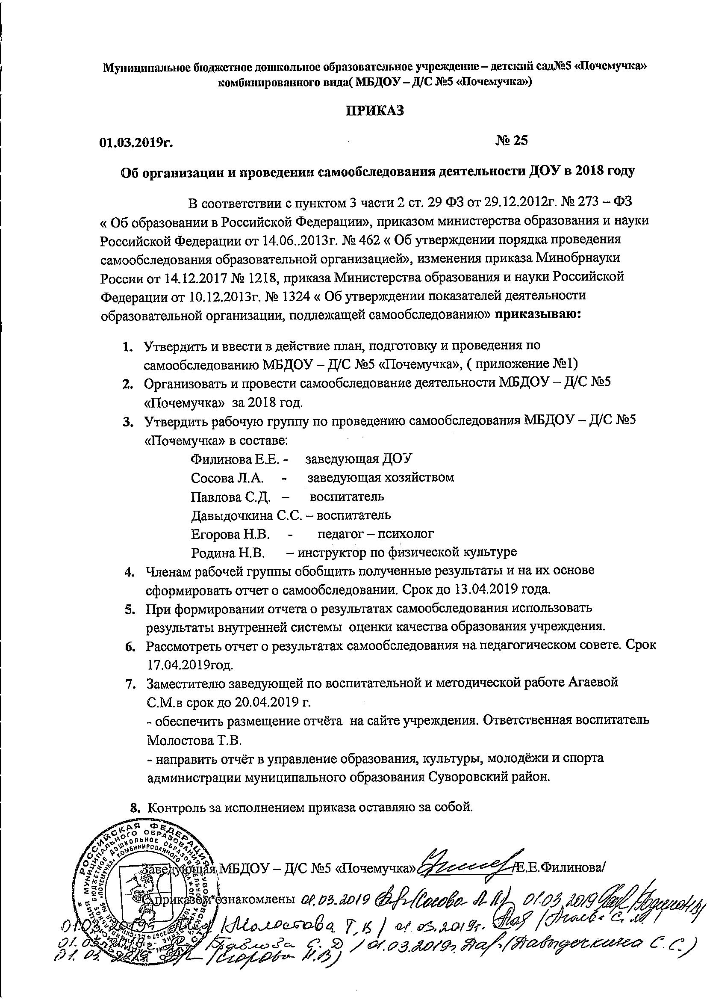 Муниципальное бюджетное дошкольное образовательное учреждение – детский сад№5 «Почемучка»
комбинированного вида( МБДОУ – Д/С №5 «Почемучка»)
ПРИКАЗ
01.03.2019г. № 25
Об организации и проведении самообследования деятельности ДОУ в 2018 году
В соответствии с пунктом 3 части 2 ст. 29 ФЗ от 29.12.2012г. № 273 – ФЗ
« Об образовании в Российской Федерации», приказом министерства образования и науки
Российской Федерации от 14.06..2013г. № 462 « Об утверждении порядка проведения
самообследования образовательной организацией», изменения приказа Минобрнауки
России от 14.12.2017 № 1218, приказа Министерства образования и науки Российской
Федерации от 10.12.2013г. № 1324 « Об утверждении показателей деятельности
образовательной организации, подлежащей самообследованию» приказываю:
1. Утвердить и ввести в действие план, подготовку и проведения по
самообследованию МБДОУ – Д/С №5 «Почемучка», ( приложение №1)
2. Организовать и провести самообследование деятельности МБДОУ – Д/С №5
«Почемучка» за 2018 год.
3. Утвердить рабочую группу по проведению самообследования МБДОУ – Д/С №5
«Почемучка» в составе:
Филинова Е.Е. - заведующая ДОУ
Сосова Л.А. - заведующая хозяйством
Павлова С.Д. – воспитатель
Давыдочкина С.С. – воспитатель
Егорова Н.В. - педагог – психолог
Родина Н.В. – инструктор по физической культуре
4. Членам рабочей группы обобщить полученные результаты и на их основе
сформировать отчет о самообследовании. Срок до 13.04.2019 года.
5. При формировании отчета о результатах самообследования использовать
результаты внутренней системы оценки качества образования учреждения.
6. Рассмотреть отчет о результатах самообследования на педагогическом совете. Срок
17.04.2019год.
7. Заместителю заведующей по воспитательной и методической работе Агаевой
С.М.в срок до 20.04.2019 г.
- обеспечить размещение отчёта на сайте учреждения. Ответственная воспитатель
Молостова Т.В.
- направить отчёт в управление образования, культуры, молодёжи и спорта
администрации муниципального образования Суворовский район.
8. Контроль за исполнением приказа оставляю за собой.
РОССИЙСКАЯ ФЕДЕРАЦИЯ
Заведующая МБДОУ – Д/С №5 «Почемучка» /Е.Е.Филинова/
С приказом ознакомлены 01.03.2019 (Сосова Л.А.) 01.03.2019 /Родина Н.В/
01.03.2019г. /Молостова Т.В/ 01.03.2019г. / С.М.
01.03.2019г. Павлова С.Д/ 01.03.2019г. (Давыдочкина С.С.)
01.03.2019 (Егорова Н.В)